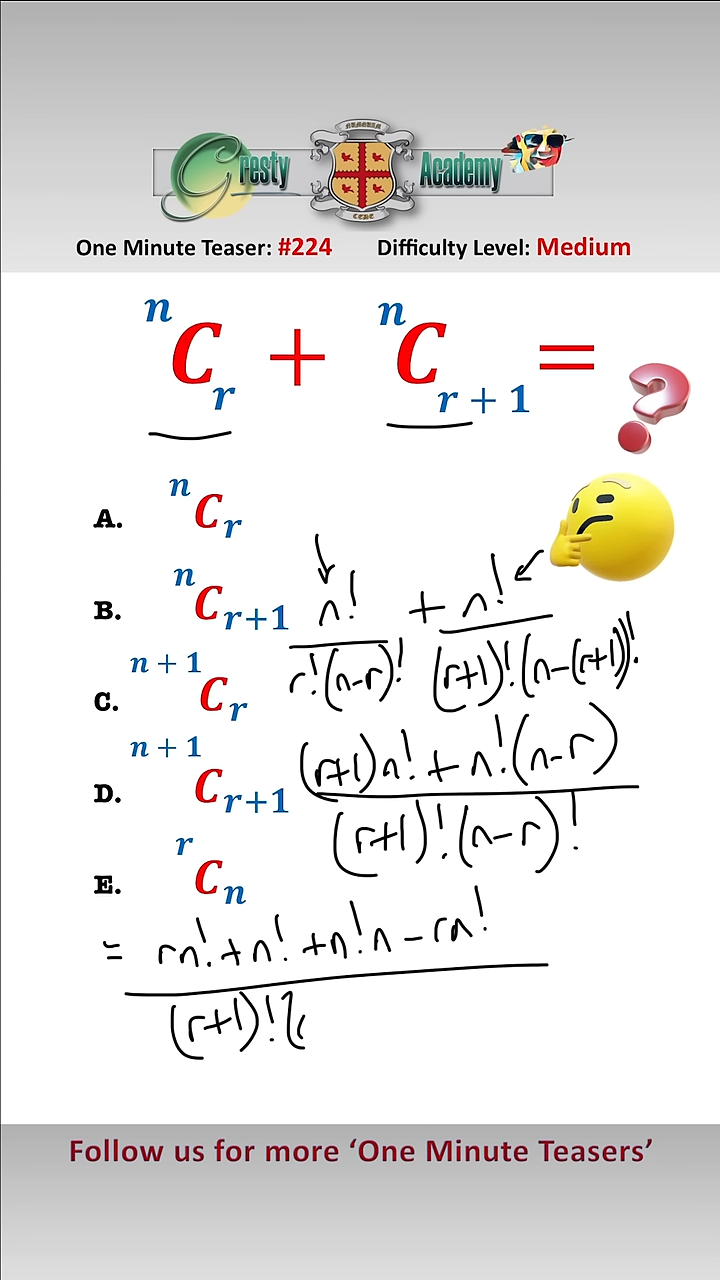 Gresty Academy
One Minute Teaser: #224 Difficulty Level: Medium
ⁿCᵣ + ⁿCᵣ₊₁ = ?
A. ⁿCᵣ
B. ⁿCᵣ₊₁
n!/(r!(n-r)!) + n!/((r+1)!(n-(r+1))!)
C. ⁿ⁺¹Cᵣ
D. ⁿ⁺¹Cᵣ₊₁
((r+1)n! + n!(n-r))/((r+1)!(n-r)!)
E. ʳCₙ
= rn! + n! + n!n - rn!
(r+1)!
Follow us for more ‘One Minute Teasers’